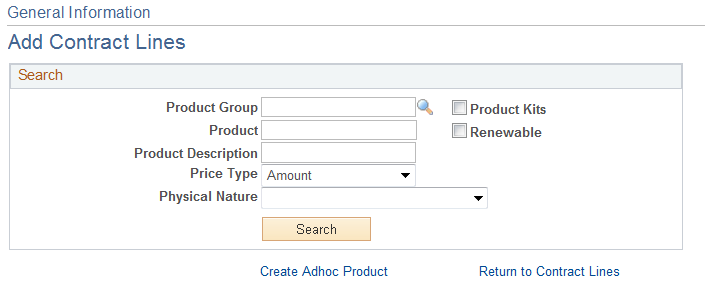 General Information
Add Contract Lines
Search
Product Group
Product Kits
Product
Renewable
Product Description
Price Type Amount
Physical Nature
Search
Create Adhoc Product Return to Contract Lines